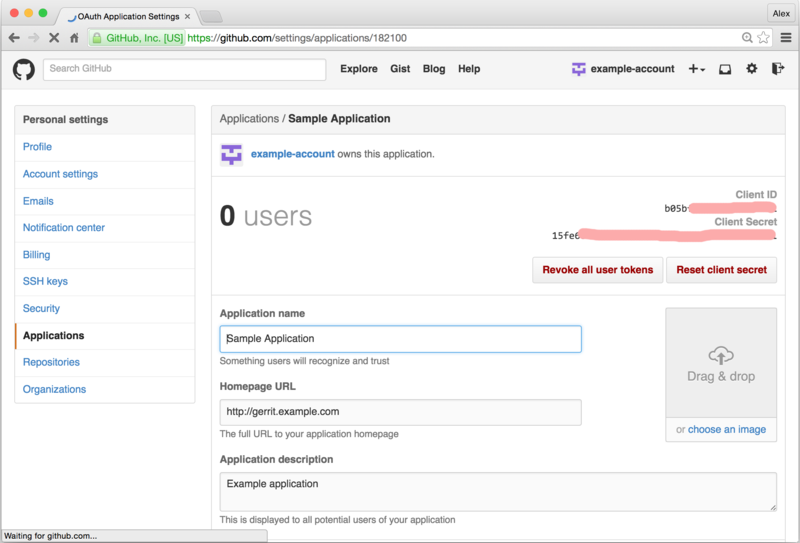 OAuth Application Settings
Alex
GitHub, Inc. [US] https://github.com/settings/applications/182100
Search GitHub
Explore Gist Blog Help
example-account
Personal settings
Profile
Account settings
Emails
Notification center
Billing
SSH keys
Security
Applications
Repositories
Organizations
Applications / Sample Application
example-account owns this application.
0 users
Client ID
b05b
Client Secret
15fe6
Revoke all user tokens
Reset client secret
Application name
Sample Application
Something users will recognize and trust
Homepage URL
http://gerrit.example.com
The full URL to your application homepage
Drag & drop
or choose an image
Application description
Example application
This is displayed to all potential users of your application
Waiting for github.com...